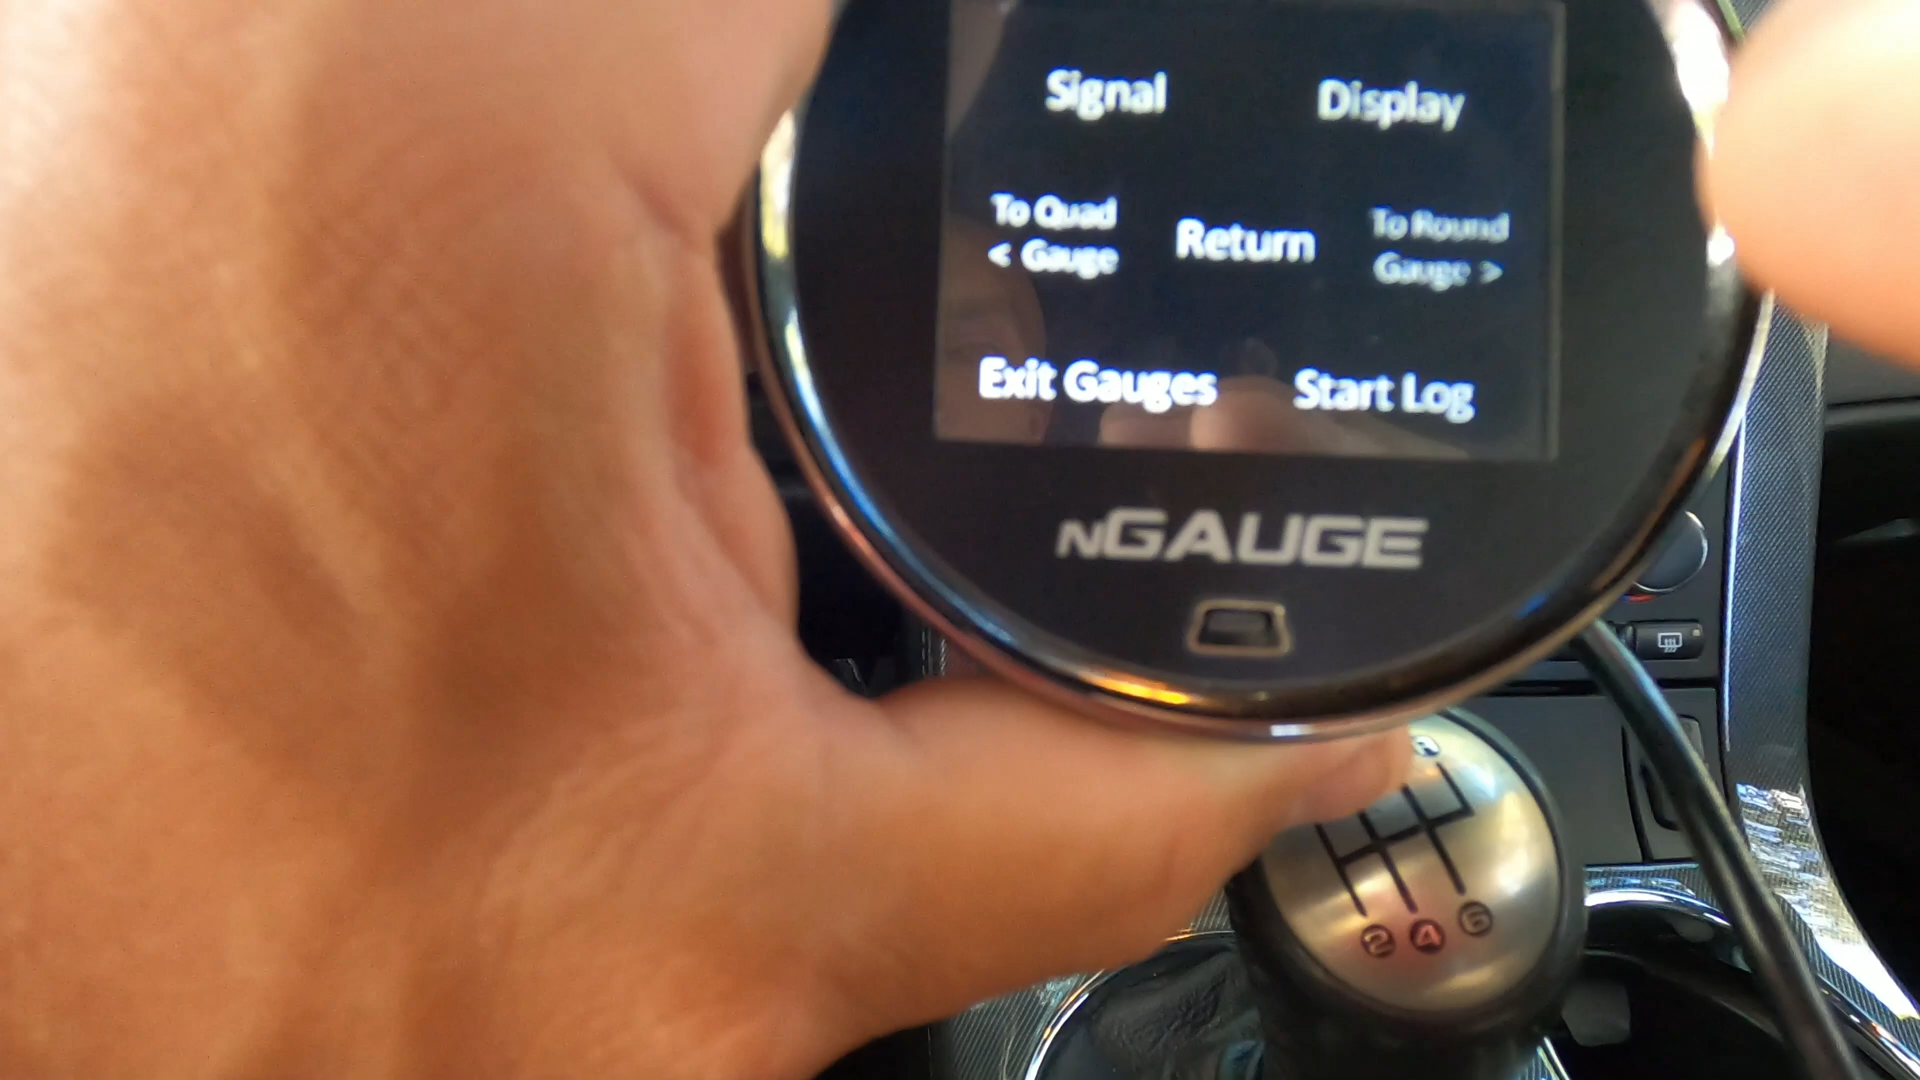 Signal Display
To Quad
< Gauge
Return
To Round
Gauge >
Exit Gauges Start Log
nGAUGE
R
2 4 6